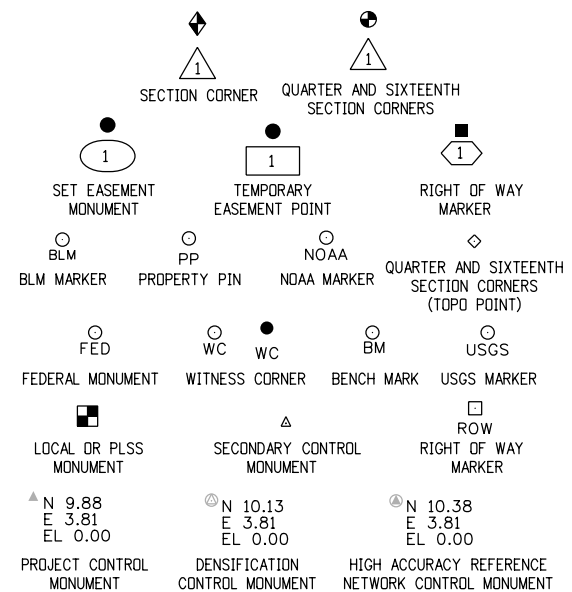 1
1
SECTION CORNER
QUARTER AND SIXTEENTH
SECTION CORNERS
1
1
1
SET EASEMENT
MONUMENT
TEMPORARY
EASEMENT POINT
RIGHT OF WAY
MARKER
BLM
BLM MARKER
PP
PROPERTY PIN
NOAA
NOAA MARKER
QUARTER AND SIXTEENTH
SECTION CORNERS
(TOPO POINT)
FED
FEDERAL MONUMENT
WC
WC
WITNESS CORNER
BM
BENCH MARK
USGS
USGS MARKER
LOCAL OR PLSS
MONUMENT
SECONDARY CONTROL
MONUMENT
ROW
RIGHT OF WAY
MARKER
N 9.88
E 3.81
EL 0.00
PROJECT CONTROL
MONUMENT
N 10.13
E 3.81
EL 0.00
DENSIFICATION
CONTROL MONUMENT
N 10.38
E 3.81
EL 0.00
HIGH ACCURACY REFERENCE
NETWORK CONTROL MONUMENT